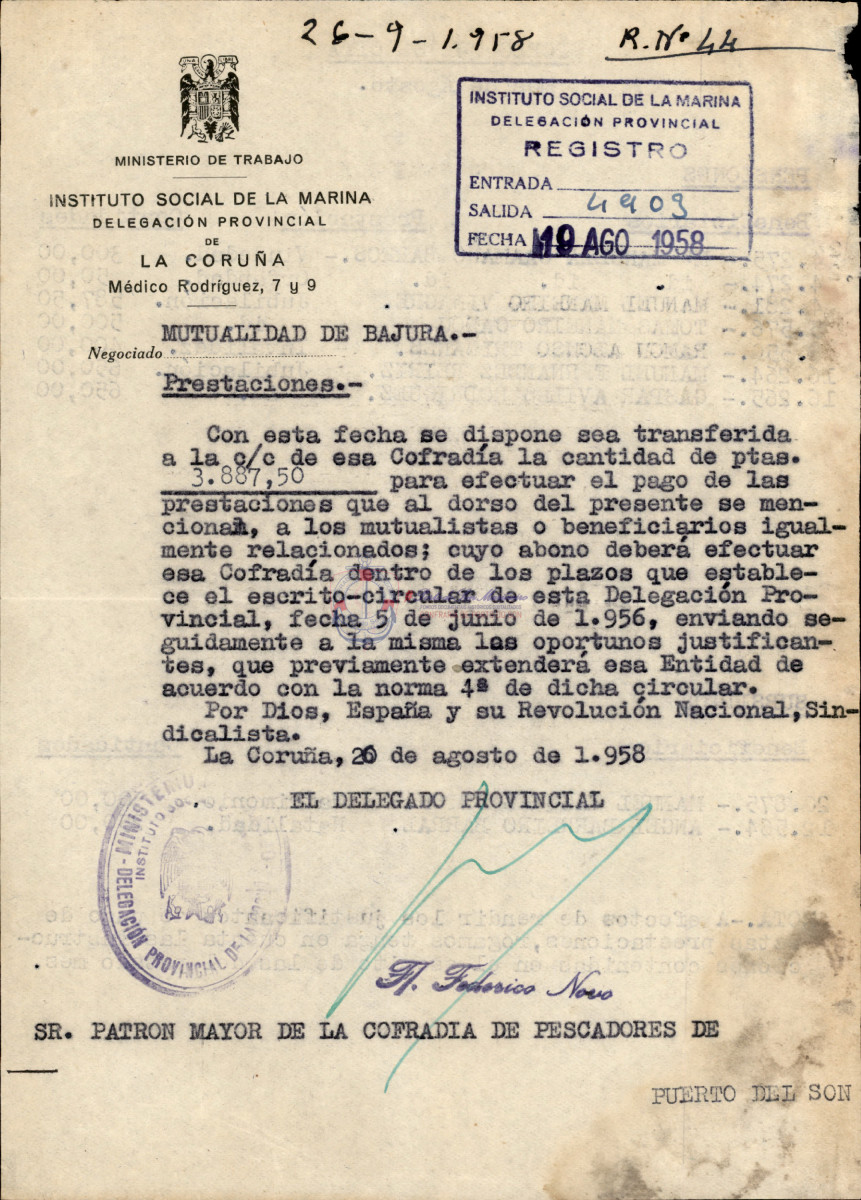 26-9-1.958
R. Nº 44
MINISTERIO DE TRABAJO
INSTITUTO SOCIAL DE LA MARINA
DELEGACIÓN PROVINCIAL
DE
LA CORUÑA
Médico Rodríguez, 7 y 9
INSTITUTO SOCIAL DE LA MARINA
DELEGACIÓN PROVINCIAL
REGISTRO
ENTRADA
SALIDA 4903
FECHA 19 AGO 1958
MUTUALIDAD DE BAJURA.-
Negociado
Prestaciones.-
Con esta fecha se dispone sea transferida
a la c/c de esa Cofradía la cantidad de ptas.
3.887,50 para efectuar el pago de las
prestaciones que al dorso del presente se men-
cionan, a los mutualistas o beneficiarios igual-
mente relacionados; cuyo abono deberá efectuar
esa Cofradía dentro de los plazos que estable-
ce el escrito-circular de esta Delegación Pro-
vincial, fecha 5 de junio de 1.956, enviando se-
guidamente a la misma las oportunos justifican-
tes, que previamente extenderá esa Entidad de
acuerdo con la norma 4ª de dicha circular.
Por Dios, España y su Revolución Nacional, Sin-
dicalista.
La Coruña, 20 de agosto de 1.958
EL DELEGADO PROVINCIAL
MINISTERIO
INSTITUTO
DELEGACIÓN PROVINCIAL DE LA
Federico Novo
SR. PATRON MAYOR DE LA COFRADIA DE PESCADORES DE
PUERTO DEL SON